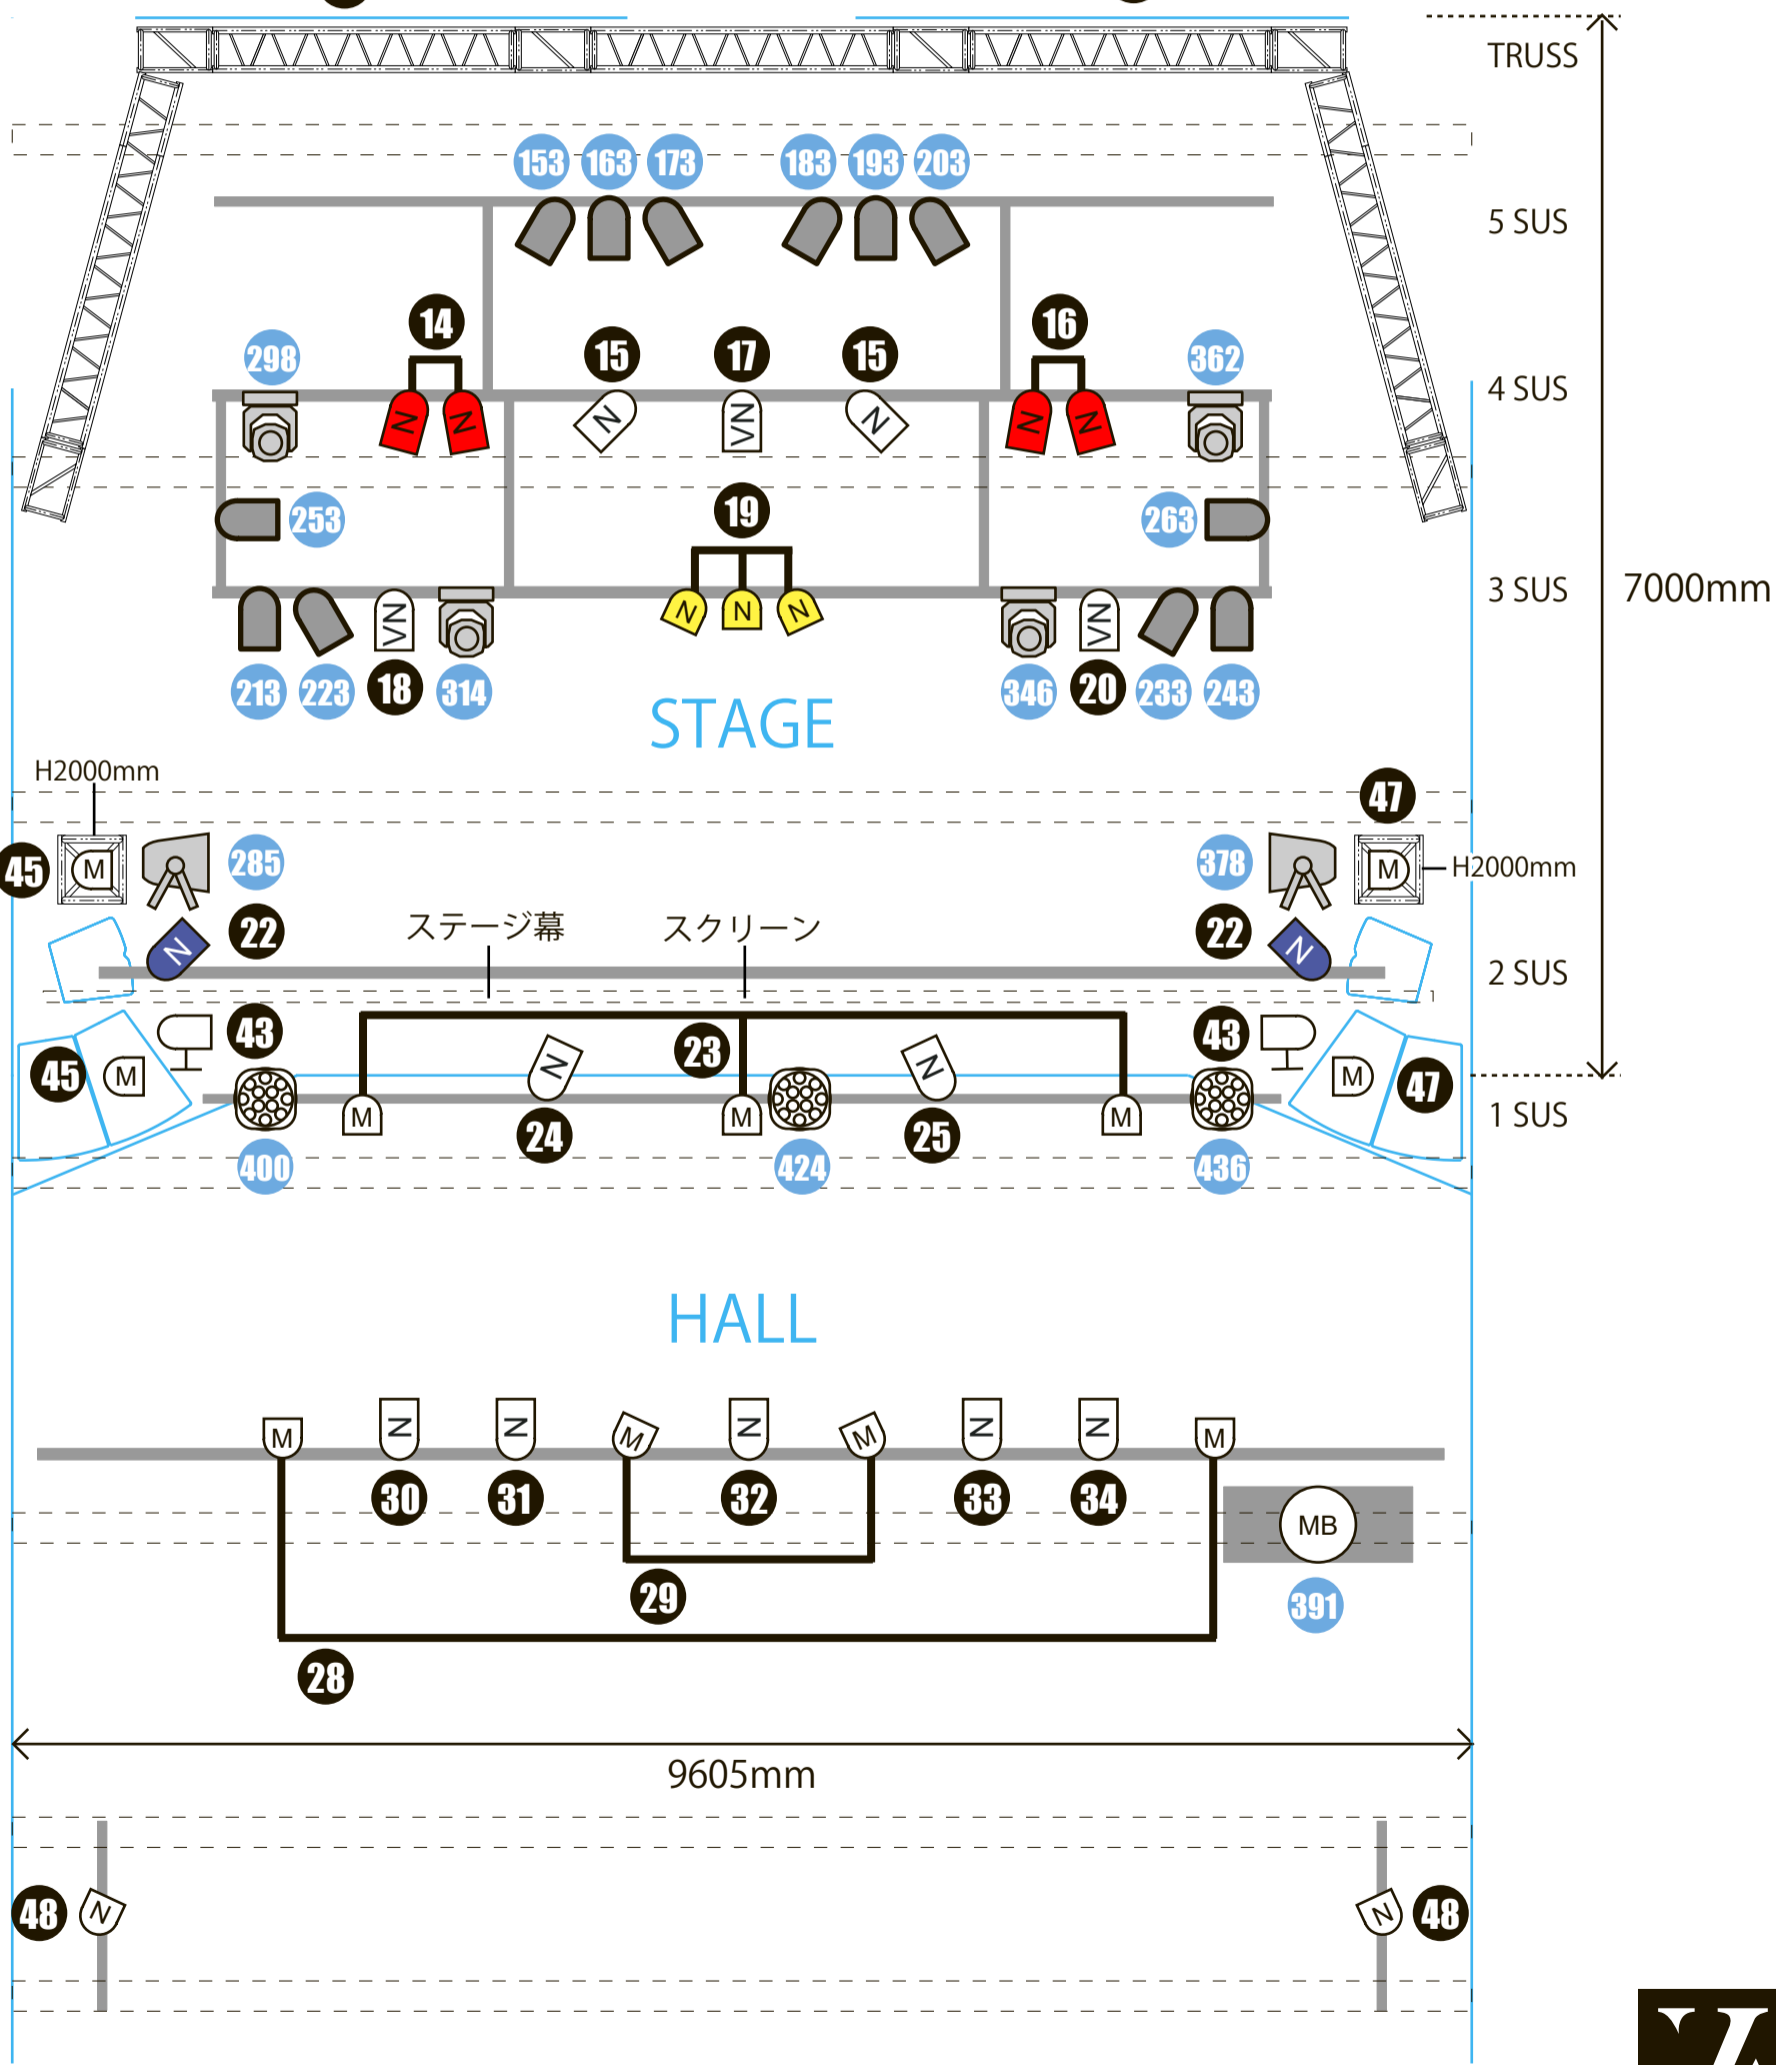 TRUSS
153 163 173 183 193 203
5 SUS
14 16
15 17 15
298 362
4 SUS
N N N VN N N N
19
253 263
3 SUS
7000mm
N N N
VN VN
213 223 18 314 346 20 233 243
STAGE
H2000mm
47
45 M 285 378 M H2000mm
22 22
N N
ステージ幕 スクリーン
2 SUS
43 43
45 M 23 M 47
N N
M M M
1 SUS
24 25
400 424 436
HALL
M N N M N M N N M
30 31 32 33 34
MB
29
391
28
9605mm
48 N N 48